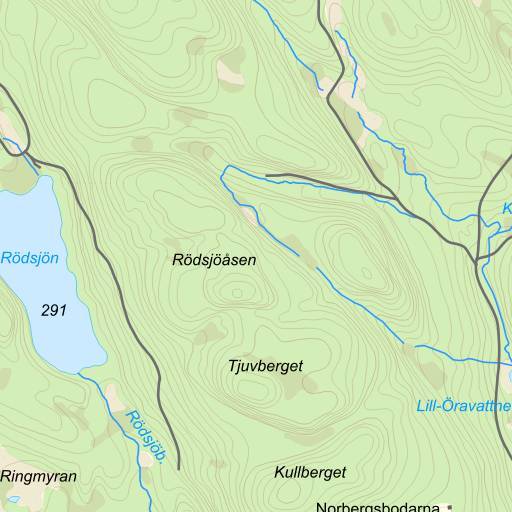 K
Rödsjön
Rödsjöåsen
291
Tjuvberget
Lill-Öravattne
Rödsjöb.
Kullberget
Ringmyran
Norbergsbodarna